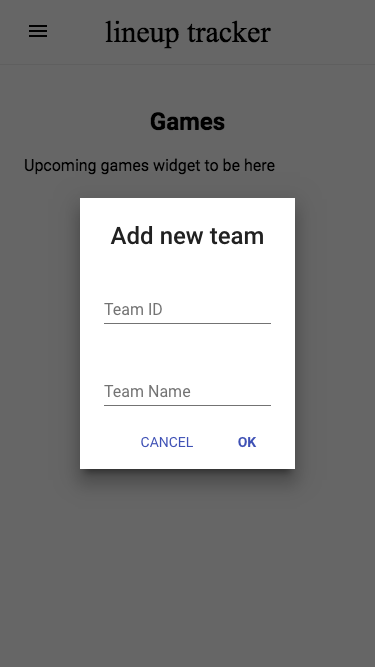 lineup tracker
Games
Upcoming games widget to be here
Add new team
Team ID
Team Name
CANCEL OK